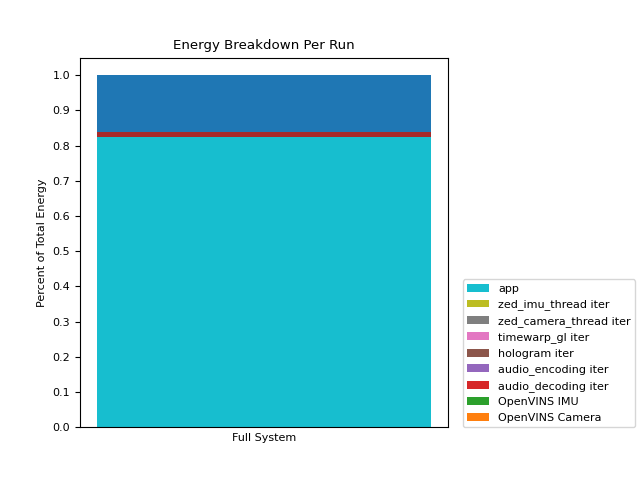 Energy Breakdown Per Run
Percent of Total Energy
1.0
0.9
0.8
0.7
0.6
0.5
0.4
0.3
0.2
0.1
0.0
Full System
app
zed_imu_thread iter
zed_camera_thread iter
timewarp_gl iter
hologram iter
audio_encoding iter
audio_decoding iter
OpenVINS IMU
OpenVINS Camera